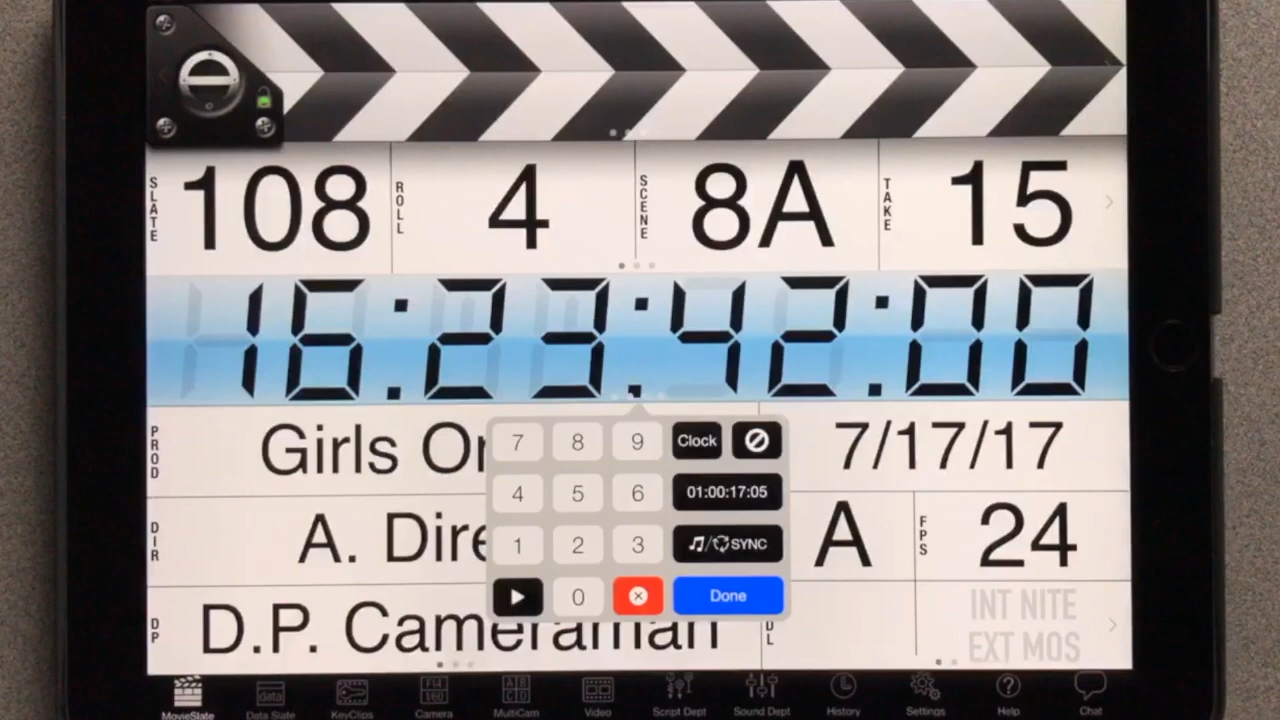 SLATE 108 ROLL 4 SCENE 8A TAKE 15
16:23:42:00
PROD Girls On 7/17/17
7 8 9 Clock
4 5 6 01:00:17:05
DIR A. Dire A FPS 24
1 2 3 SYNC
0 Done
DP D.P. Cameraman INT NITE
EXT MOS
MovieSlate Data Slate KeyClips Camera MultiCam Video Script Dept Sound Dept History Settings Help Chat